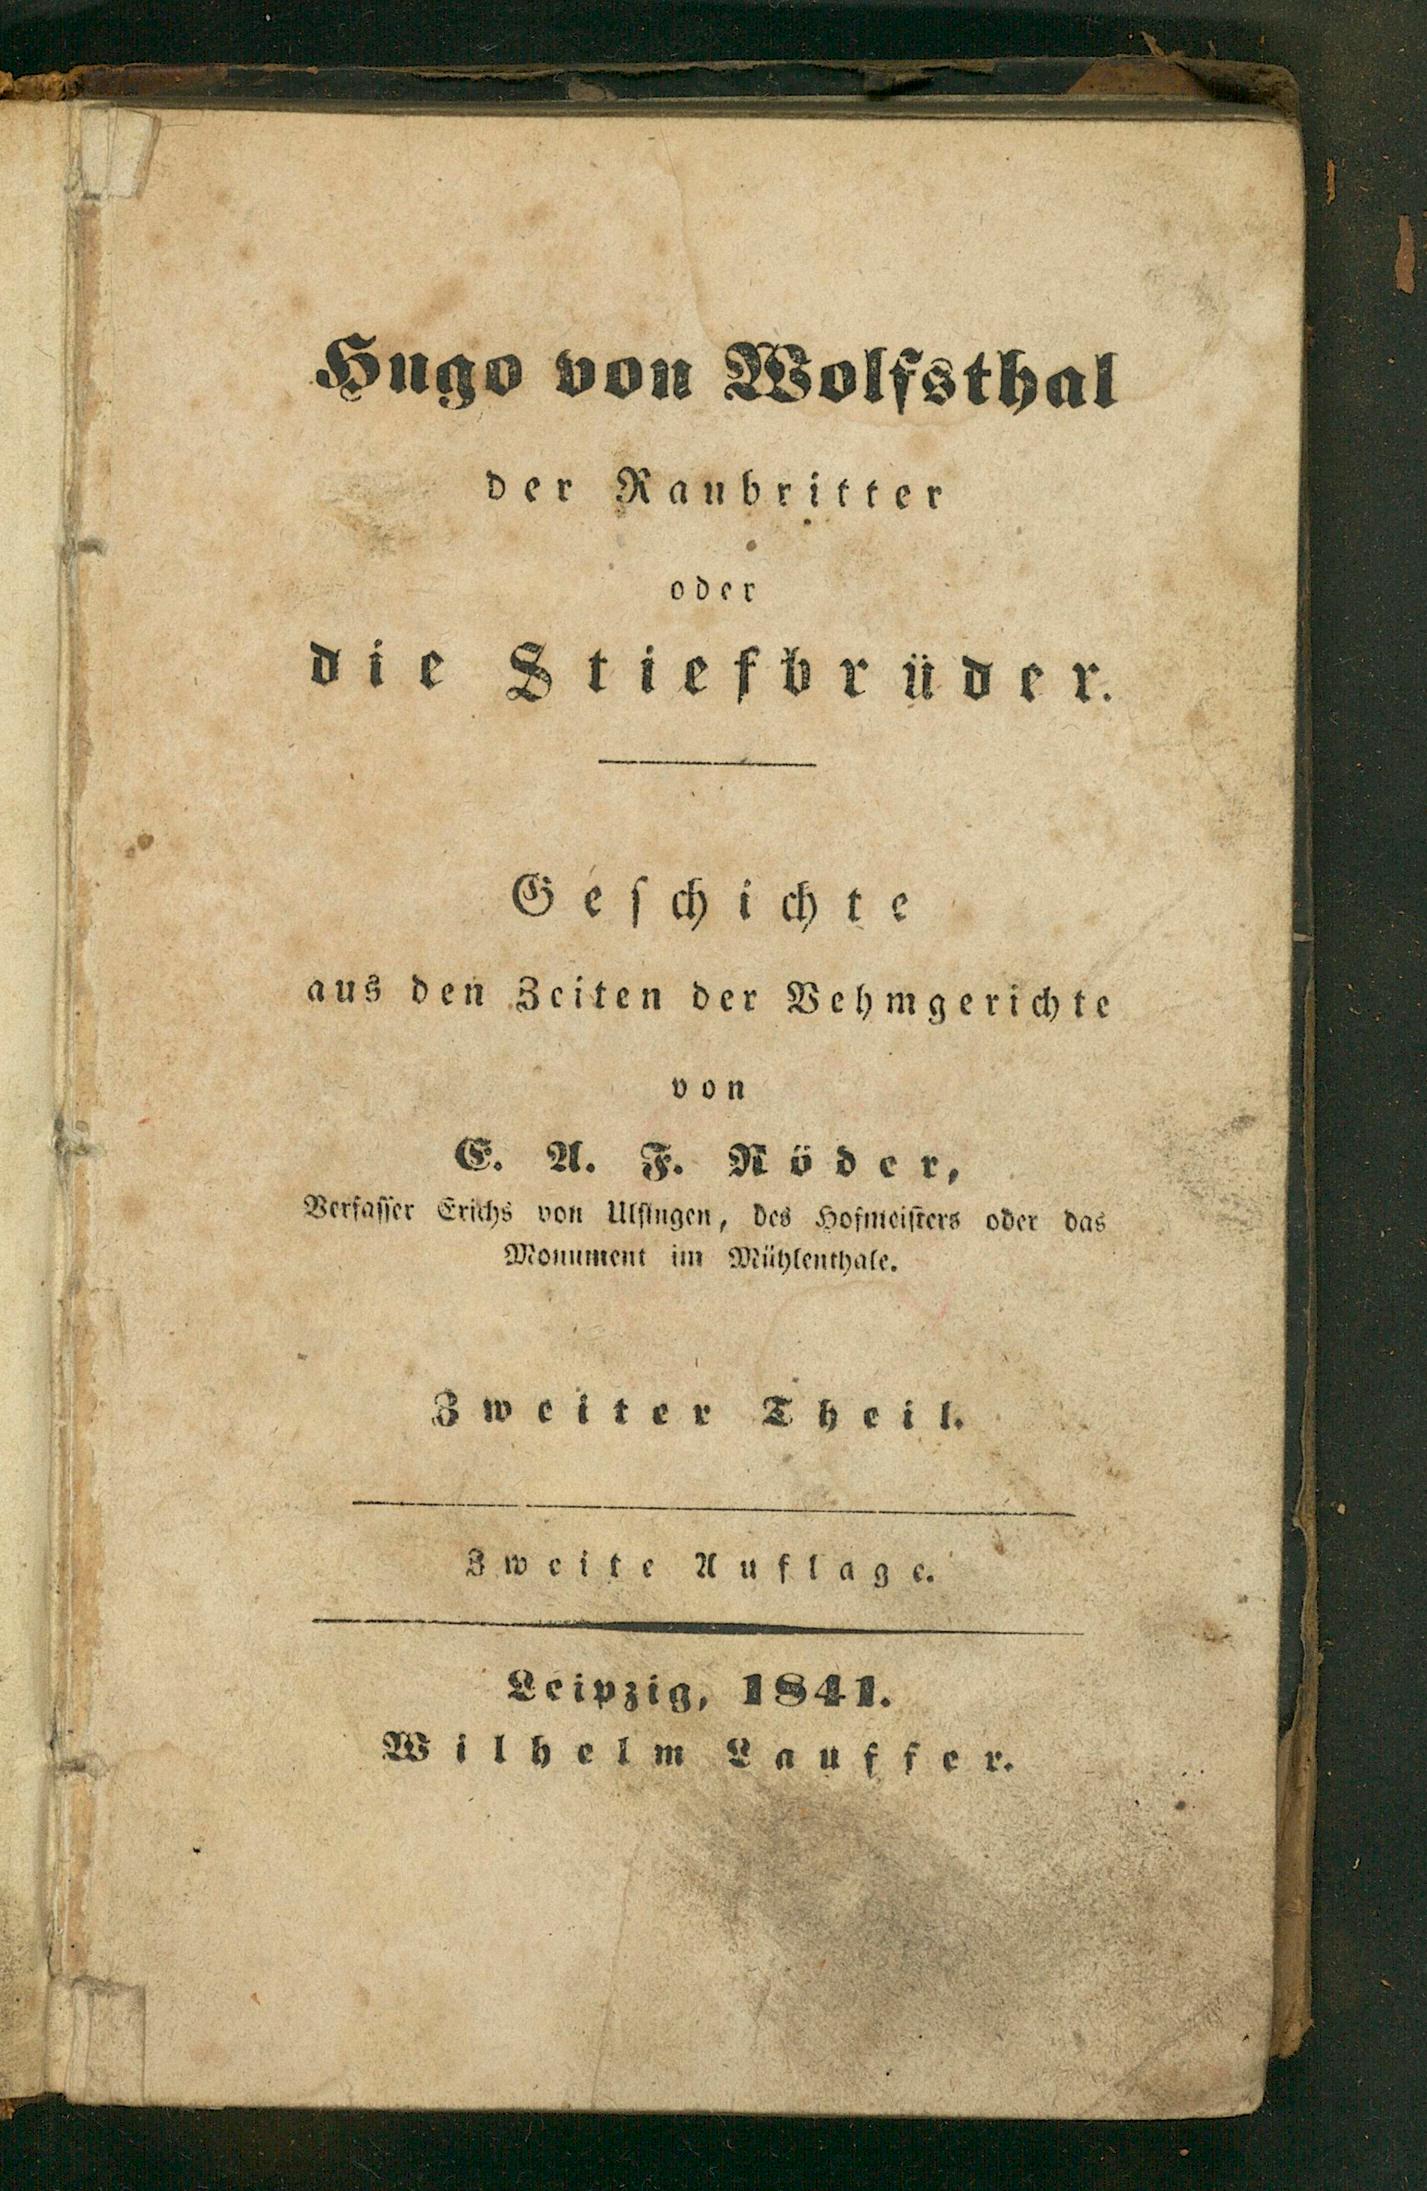 Hugo von Wolfsthal
der Raubritter
oder
die Stiefbrüder.
Geschichte
aus den Zeiten der Vehmgerichte
von
E. A. F. Röder,
Verfasser Erichs von Ulfingen, des Hofmeisters oder das
Monument im Mühlenthale.
Zweiter Theil.
Zweite Auflage.
Leipzig, 1841.
Wilhelm Lauffer.